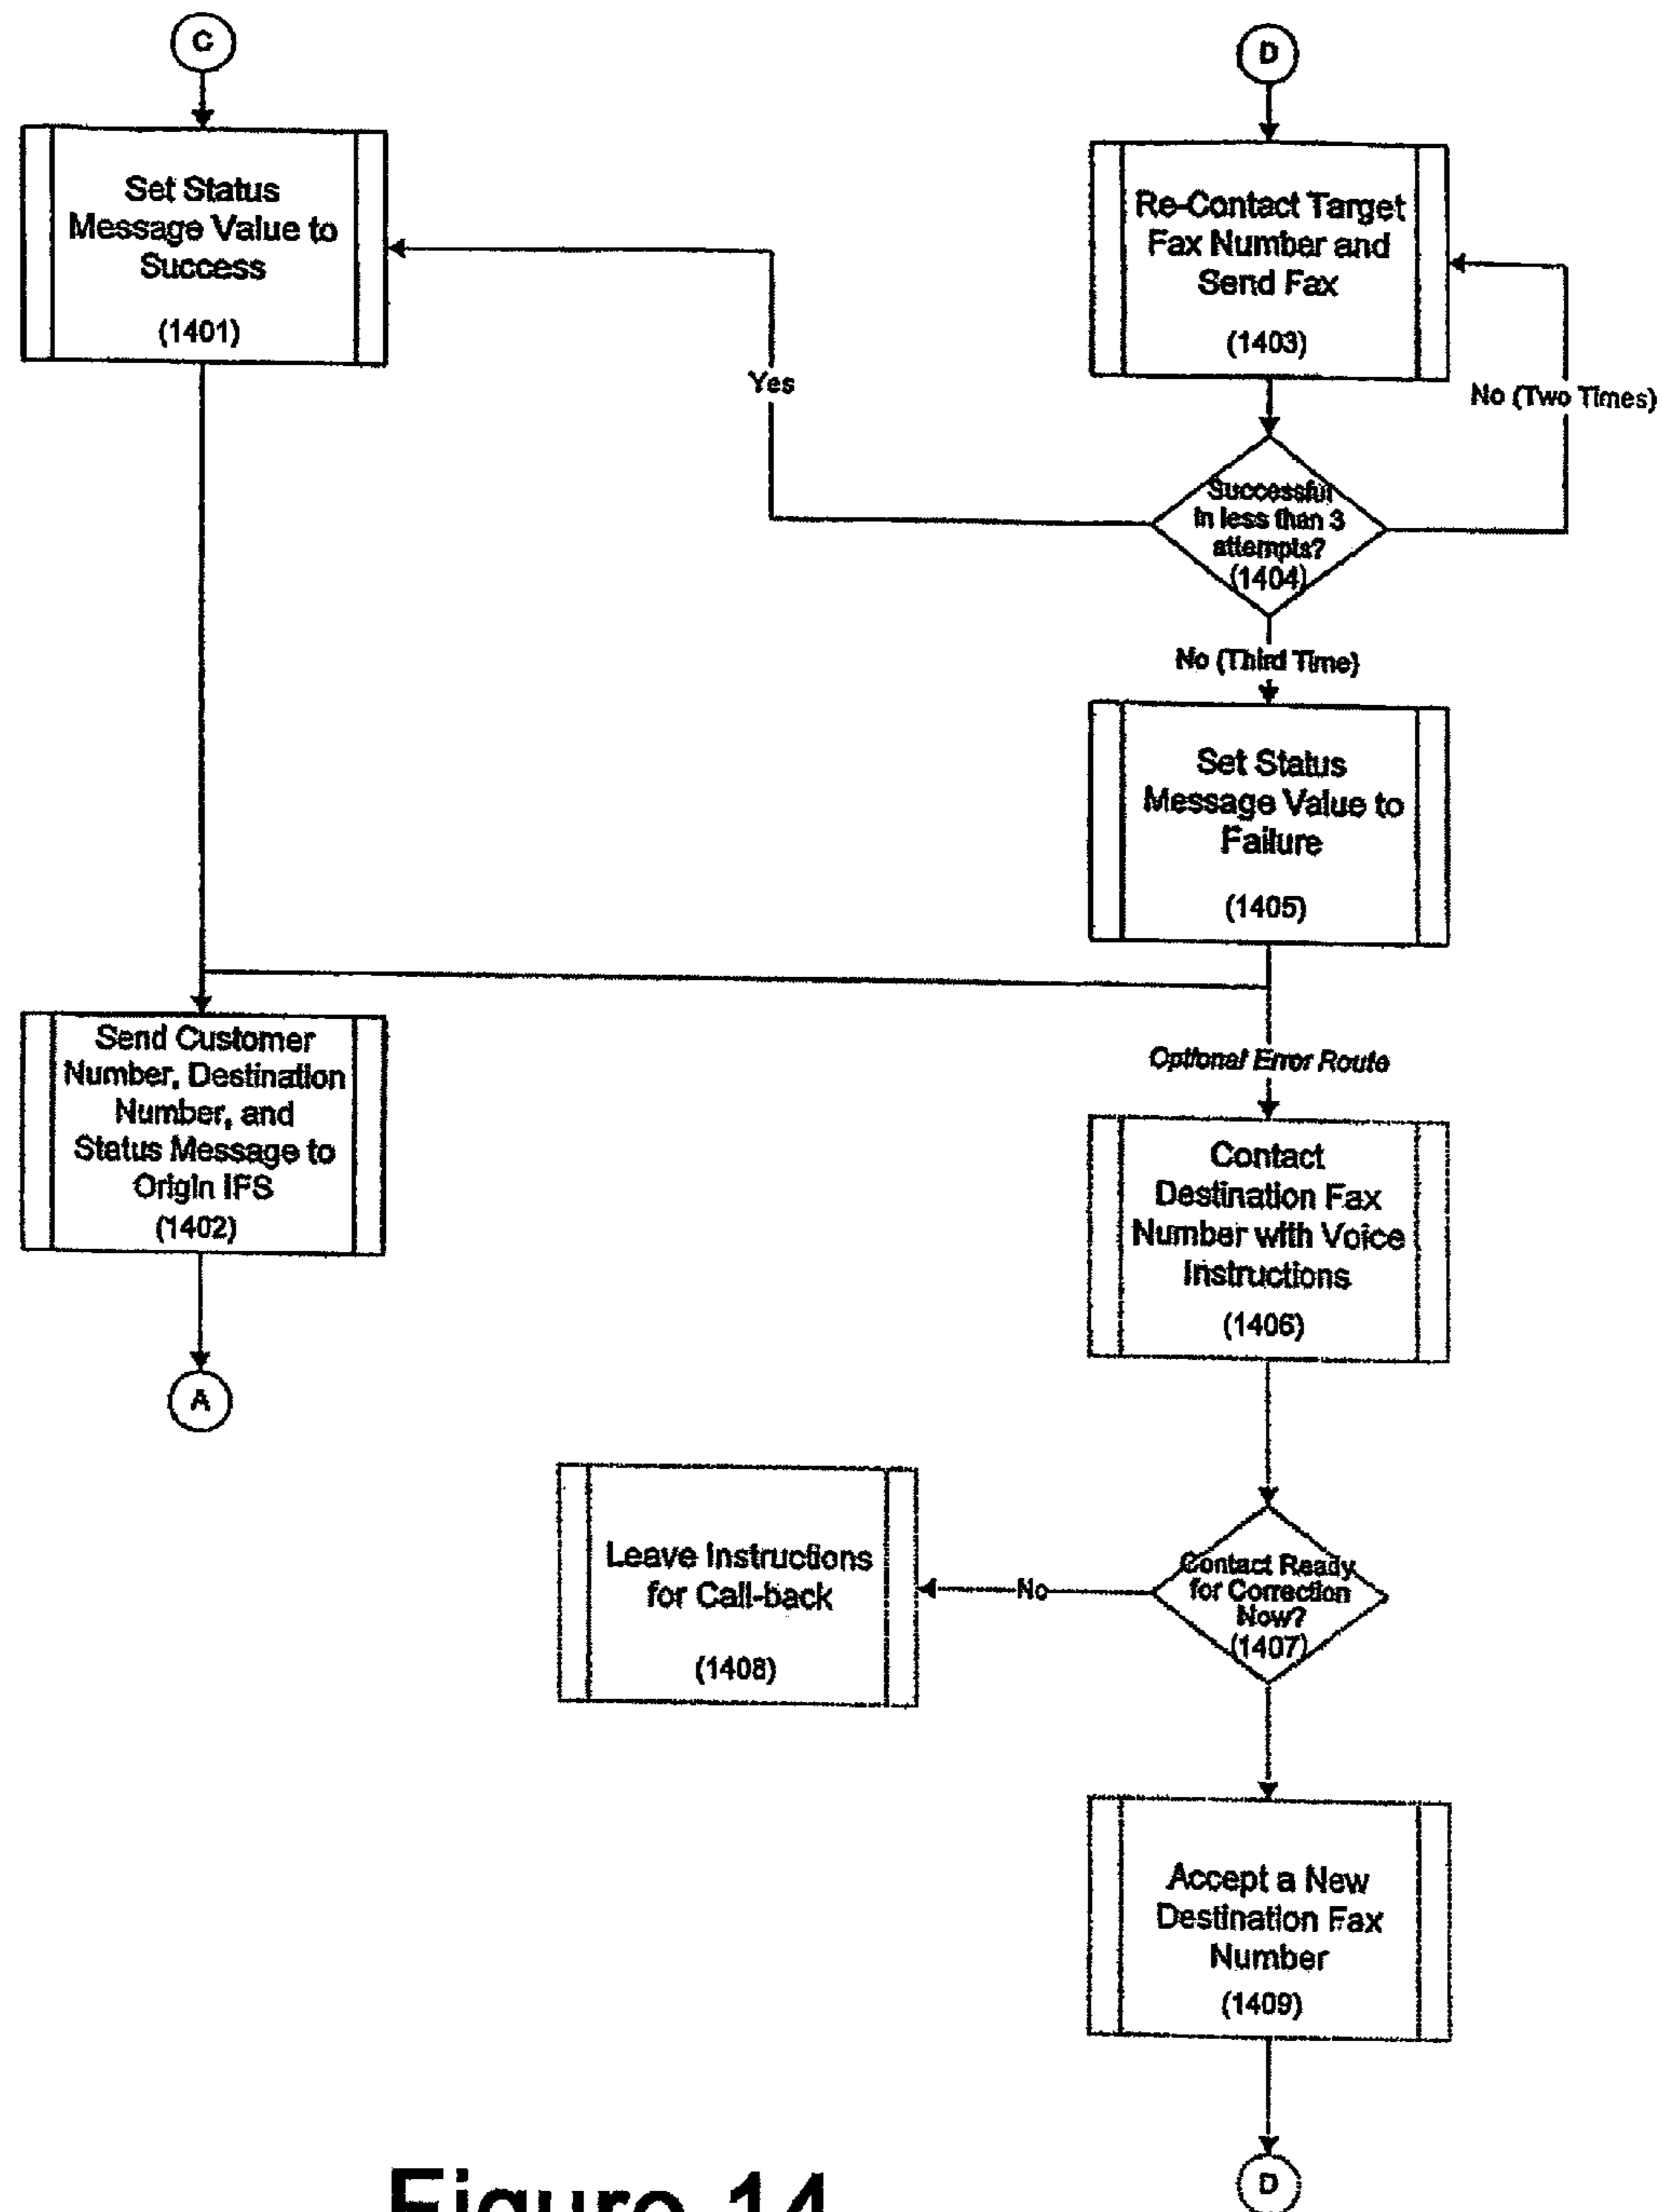 C
Set Status
Message Value to
Success
(1401)
D
Re-Contact Target
Fax Number and
Send Fax
(1403)
Yes
No (Two Times)
Successful
in less than 3
attempts?
(1404)
No (Third Time)
Set Status
Message Value to
Failure
(1405)
Send Customer
Number, Destination
Number, and
Status Message to
Origin IFS
(1402)
A
Optional Error Route
Contact
Destination Fax
Number with Voice
Instructions
(1406)
Contact Ready
for Correction
Now?
(1407)
No
Leave Instructions
for Call-back
(1408)
Accept a New
Destination Fax
Number
(1409)
D
Figure 14